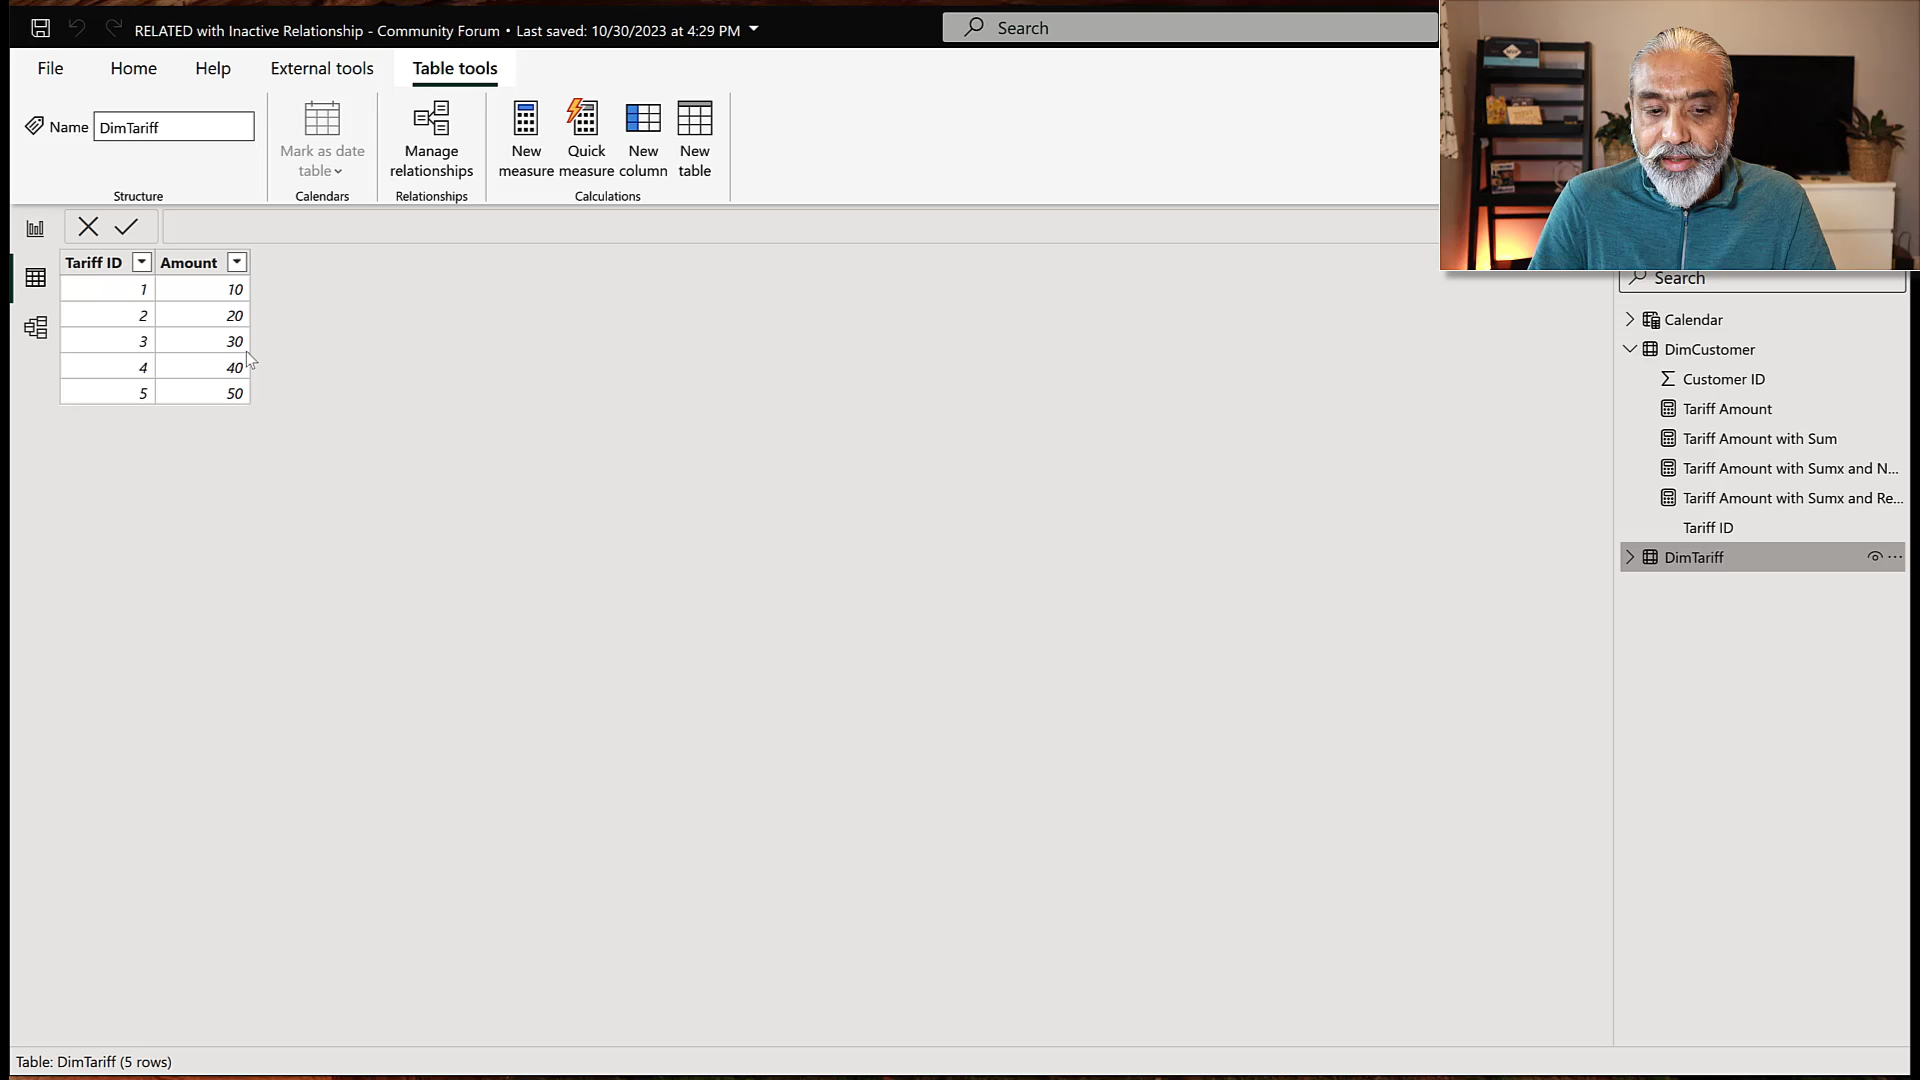 RELATED with Inactive Relationship - Community Forum • Last saved: 10/30/2023 at 4:29 PM
Search
File Home Help External tools Table tools
Name DimTariff
Mark as date table
Manage relationships
New measure
Quick measure
New column
New table
Structure
Calendars
Relationships
Calculations
Tariff ID Amount
1 10
2 20
3 30
4 40
5 50
Search
Calendar
DimCustomer
Customer ID
Tariff Amount
Tariff Amount with Sum
Tariff Amount with Sumx and N...
Tariff Amount with Sumx and Re...
Tariff ID
DimTariff
Table: DimTariff (5 rows)